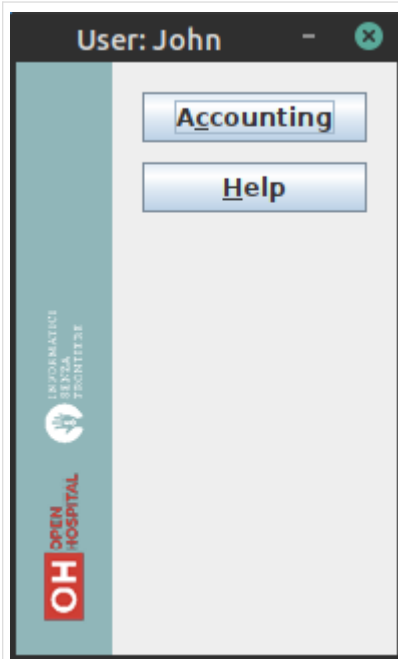 User: John
Accounting
Help
INFORMATICI
SENZA
FRONTIERE
OH
OPEN
HOSPITAL